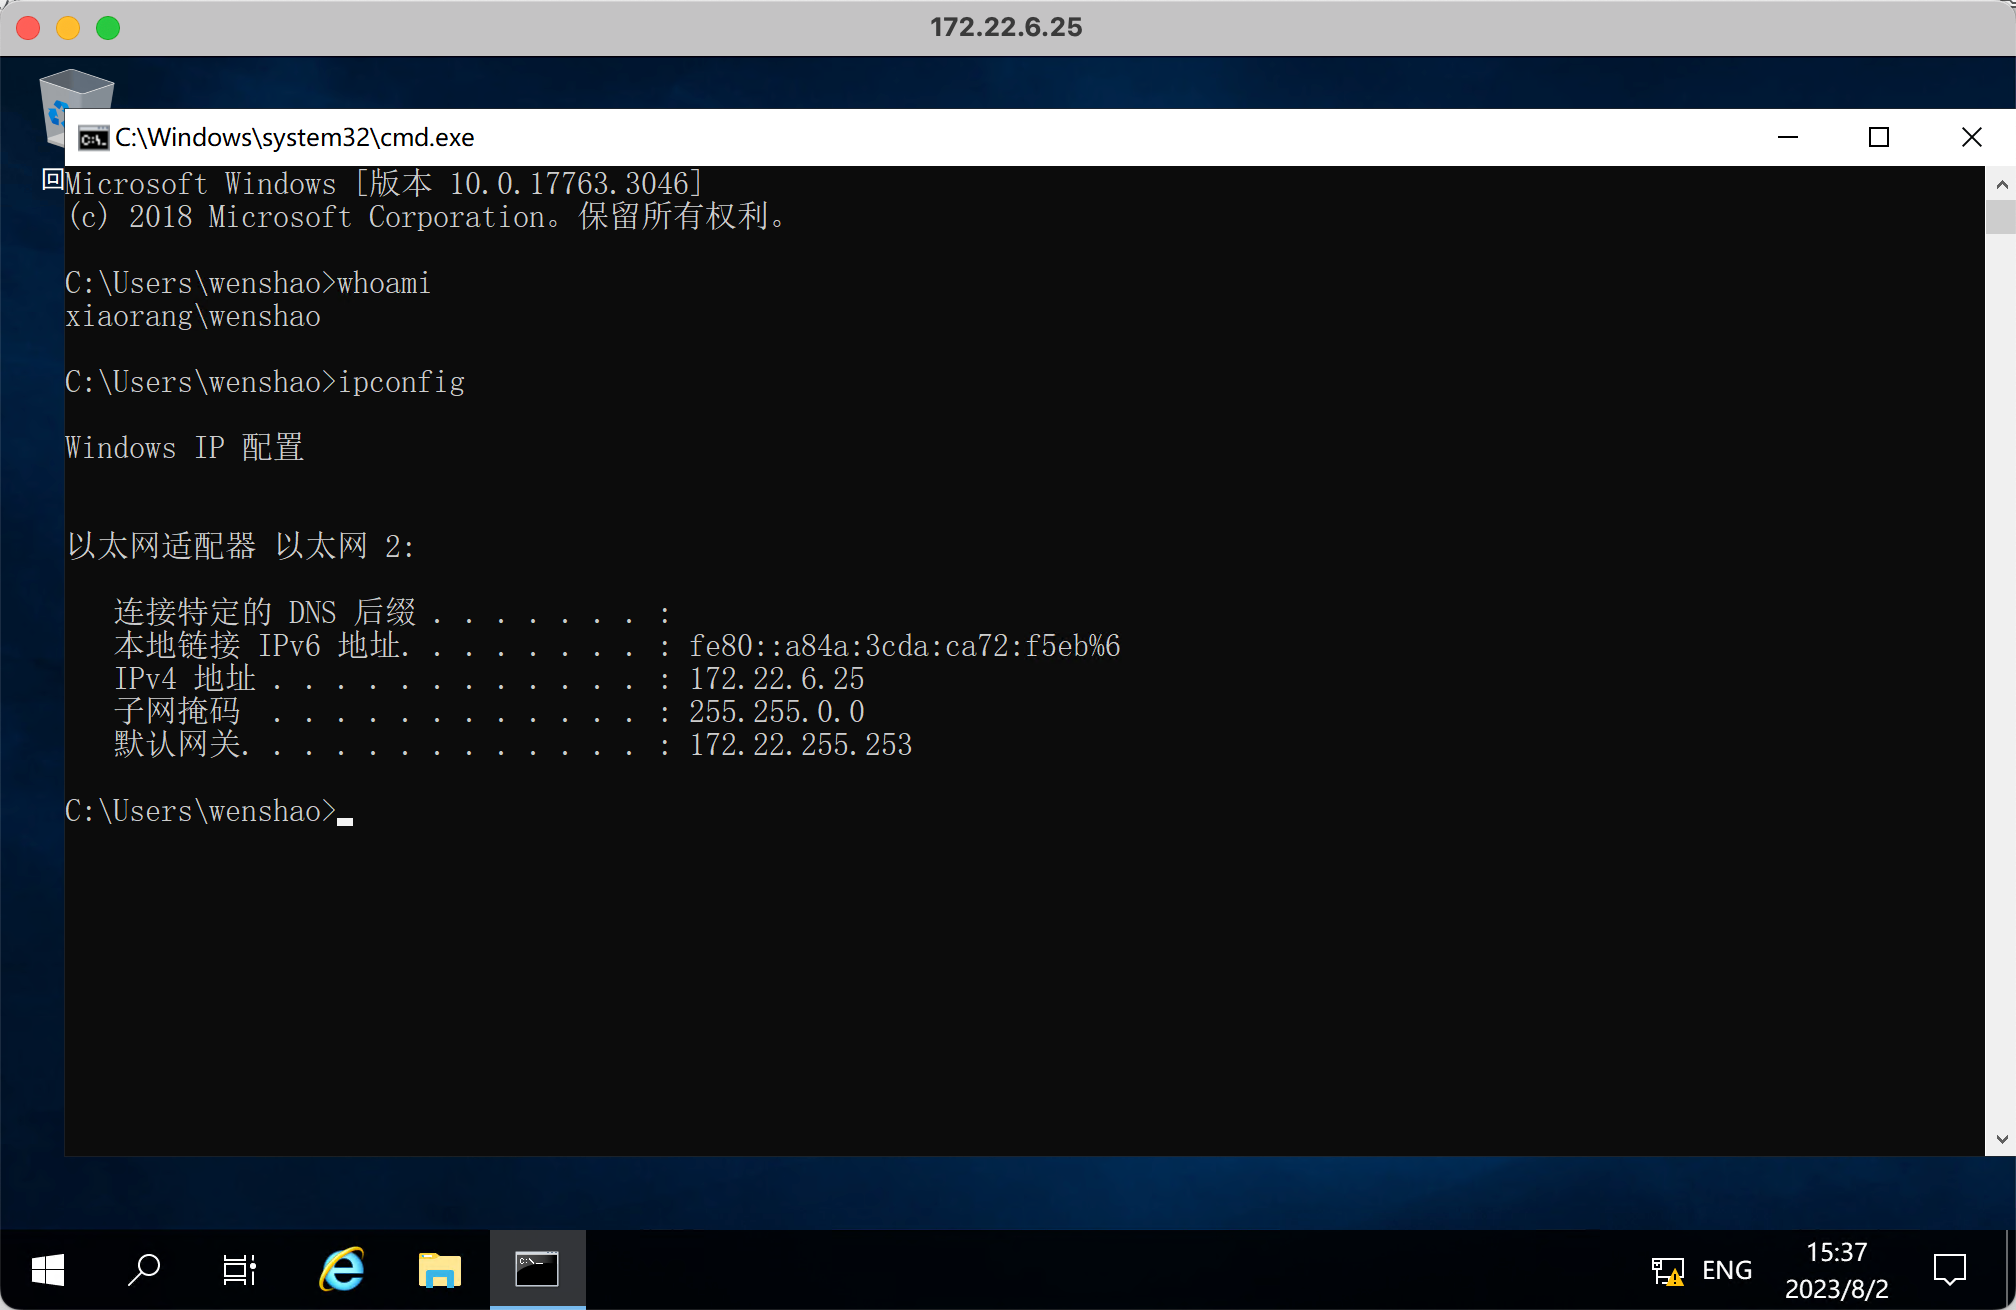 172.22.6.25
C:\Windows\system32\cmd.exe
回
Microsoft Windows [版本 10.0.17763.3046]
(c) 2018 Microsoft Corporation。保留所有权利。
C:\Users\wenshao>whoami
xiaorang\wenshao
C:\Users\wenshao>ipconfig
Windows IP 配置
以太网适配器 以太网 2:
连接特定的 DNS 后缀 . . . . . . . :
本地链接 IPv6 地址. . . . . . . . : fe80::a84a:3cda:ca72:f5eb%6
IPv4 地址 . . . . . . . . . . . . : 172.22.6.25
子网掩码 . . . . . . . . . . . . : 255.255.0.0
默认网关. . . . . . . . . . . . . : 172.22.255.253
C:\Users\wenshao>
ENG
15:37
2023/8/2